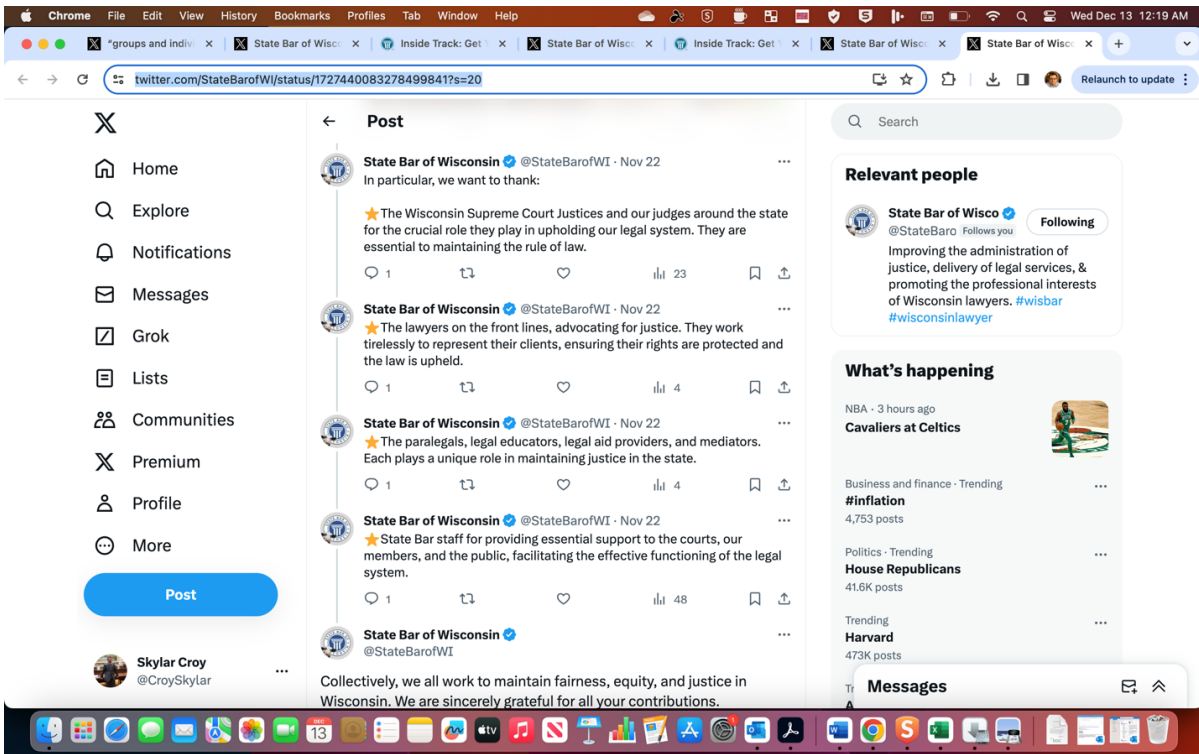 Chrome File Edit View History Bookmarks Profiles Tab Window Help Wed Dec 13 12:19 AM
"groups and indivi State Bar of Wisco Inside Track: Get State Bar of Wisco Inside Track: Get State Bar of Wisco State Bar of Wisco
twitter.com/StateBarofWI/status/1727440083278499841?s=20 Relaunch to update
Home
Explore
Notifications
Messages
Grok
Lists
Communities
Premium
Profile
More
Post
Skylar Croy
@CroySkylar
Post
State Bar of Wisconsin @StateBarofWI · Nov 22
In particular, we want to thank:
⭐The Wisconsin Supreme Court Justices and our judges around the state
for the crucial role they play in upholding our legal system. They are
essential to maintaining the rule of law.
1 23
State Bar of Wisconsin @StateBarofWI · Nov 22
⭐The lawyers on the front lines, advocating for justice. They work
tirelessly to represent their clients, ensuring their rights are protected and
the law is upheld.
1 4
State Bar of Wisconsin @StateBarofWI · Nov 22
⭐The paralegals, legal educators, legal aid providers, and mediators.
Each plays a unique role in maintaining justice in the state.
1 4
State Bar of Wisconsin @StateBarofWI · Nov 22
⭐State Bar staff for providing essential support to the courts, our
members, and the public, facilitating the effective functioning of the legal
system.
1 48
State Bar of Wisconsin
@StateBarofWI
Collectively, we all work to maintain fairness, equity, and justice in
Wisconsin. We are sincerely grateful for all your contributions.
Search
Relevant people
State Bar of Wisco
@StateBaro Follows you
Following
Improving the administration of
justice, delivery of legal services, &
promoting the professional interests
of Wisconsin lawyers. #wisbar
#wisconsinlawyer
What's happening
NBA · 3 hours ago
Cavaliers at Celtics
Business and finance · Trending
#inflation
4,753 posts
Politics · Trending
House Republicans
41.6K posts
Trending
Harvard
473K posts
Messages
DEC
13
tv